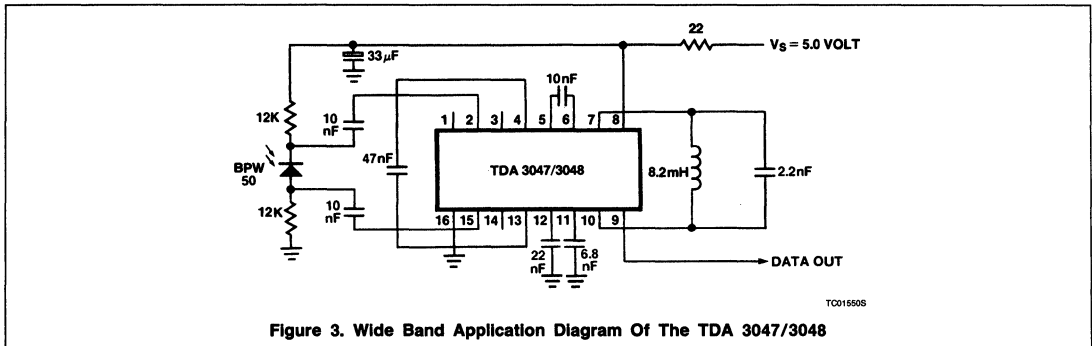 22
V_S = 5.0 VOLT
33µF
10nF
12K
10
nF
1 2 3 4 5 6 7 8
BPW
50
47nF
TDA 3047/3048
8.2mH
2.2nF
12K
10
nF
16 15 14 13 12 11 10 9
22
nF
6.8
nF
DATA OUT
TC01550S
Figure 3. Wide Band Application Diagram Of The TDA 3047/3048